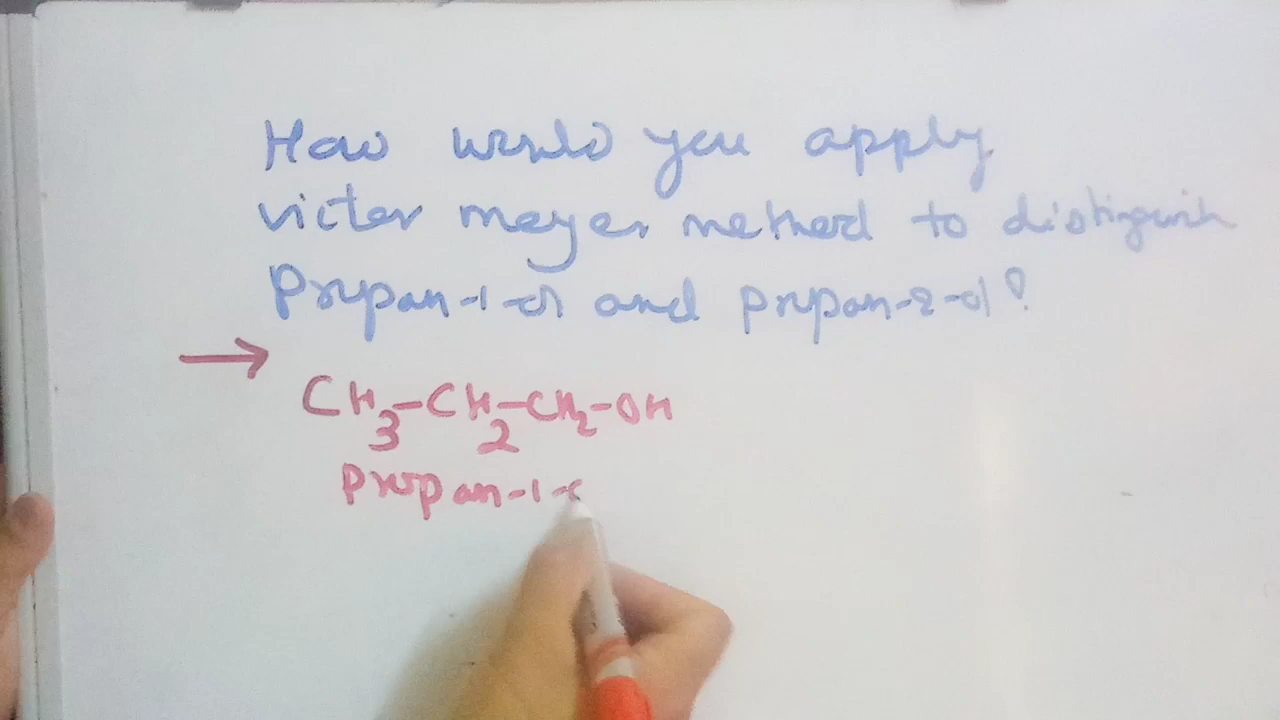 How would you apply
victor meyer method to distinguish
Propan-1-ol and propan-2-ol?
→ CH₃-CH₂-CH₂-OH
Propan-1-o